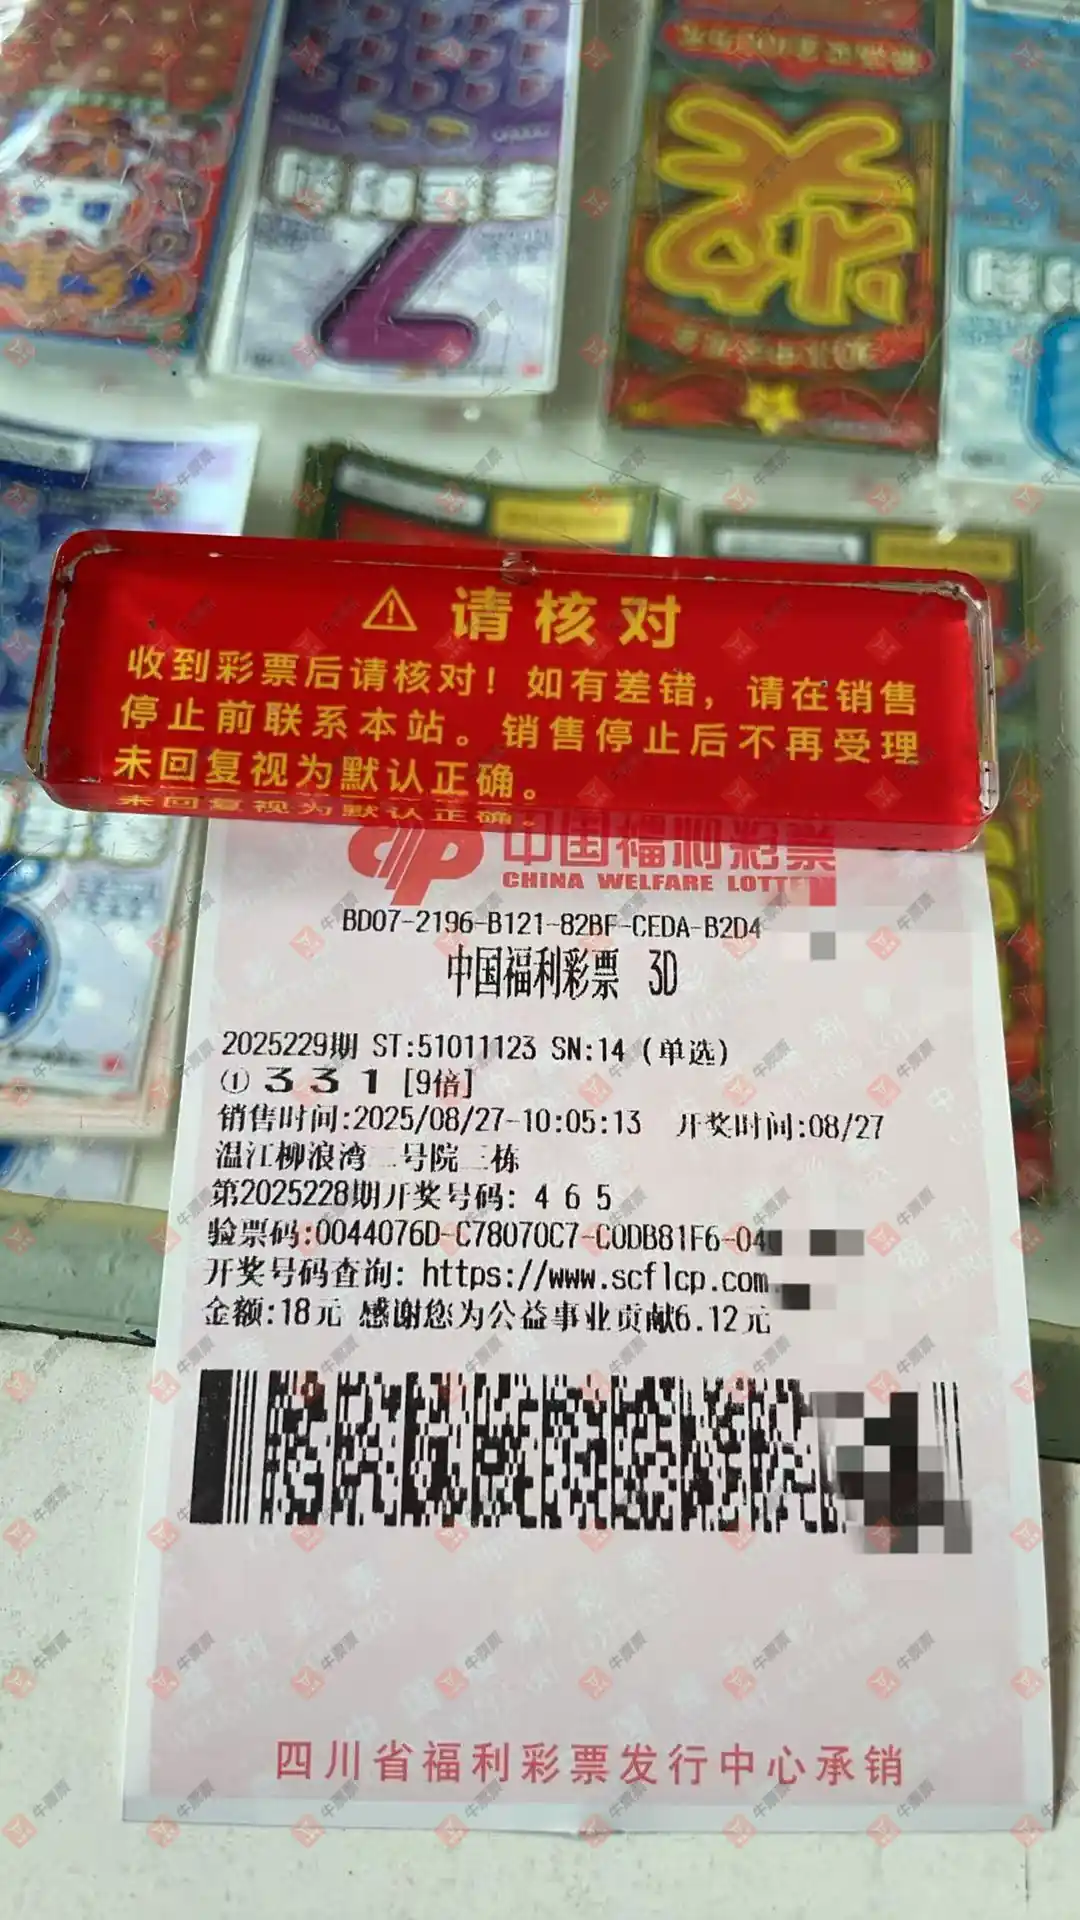 奖
7
请核对
收到彩票后请核对！如有差错，请在销售
停止前联系本站。销售停止后不再受理
未回复视为默认正确。
中国福利彩票
CHINA WELFARE LOTTERY
BD07-2196-B121-82BF-CEDA-B2D4
中国福利彩票 3D
2025229期 ST:51011123 SN:14 (单选)
① 3 3 1 [9倍]
销售时间:2025/08/27-10:05:13 开奖时间:08/27
温江柳浪湾二号院三栋
第2025228期开奖号码: 4 6 5
验票码:0044076D-C78070C7-C0DB81F6-04
开奖号码查询: https://www.scflcp.com
金额:18元 感谢您为公益事业贡献6.12元
四川省福利彩票发行中心承销
牛票票